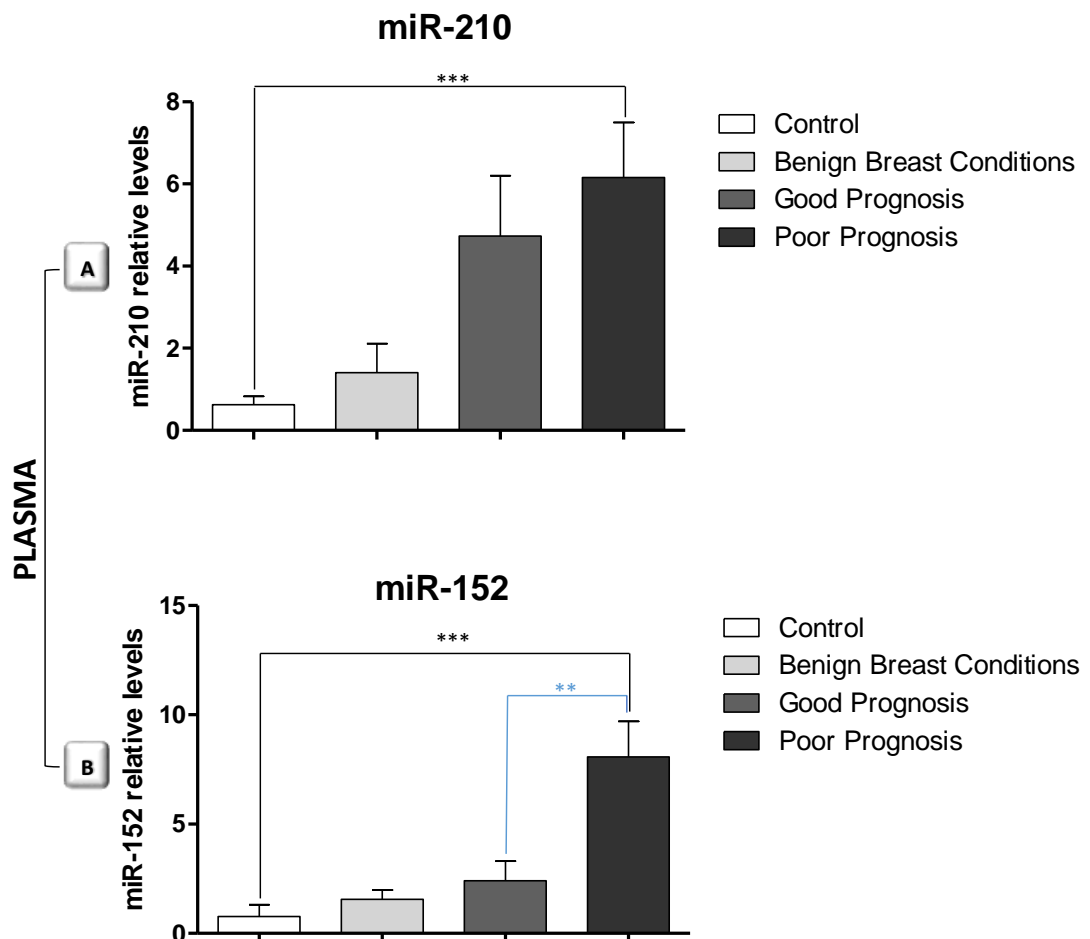 miR-210
***
8
6
4
2
0
miR-210 relative levels
Control
Benign Breast Conditions
Good Prognosis
Poor Prognosis
A
PLASMA
miR-152
***
**
15
10
5
0
miR-152 relative levels
Control
Benign Breast Conditions
Good Prognosis
Poor Prognosis
B